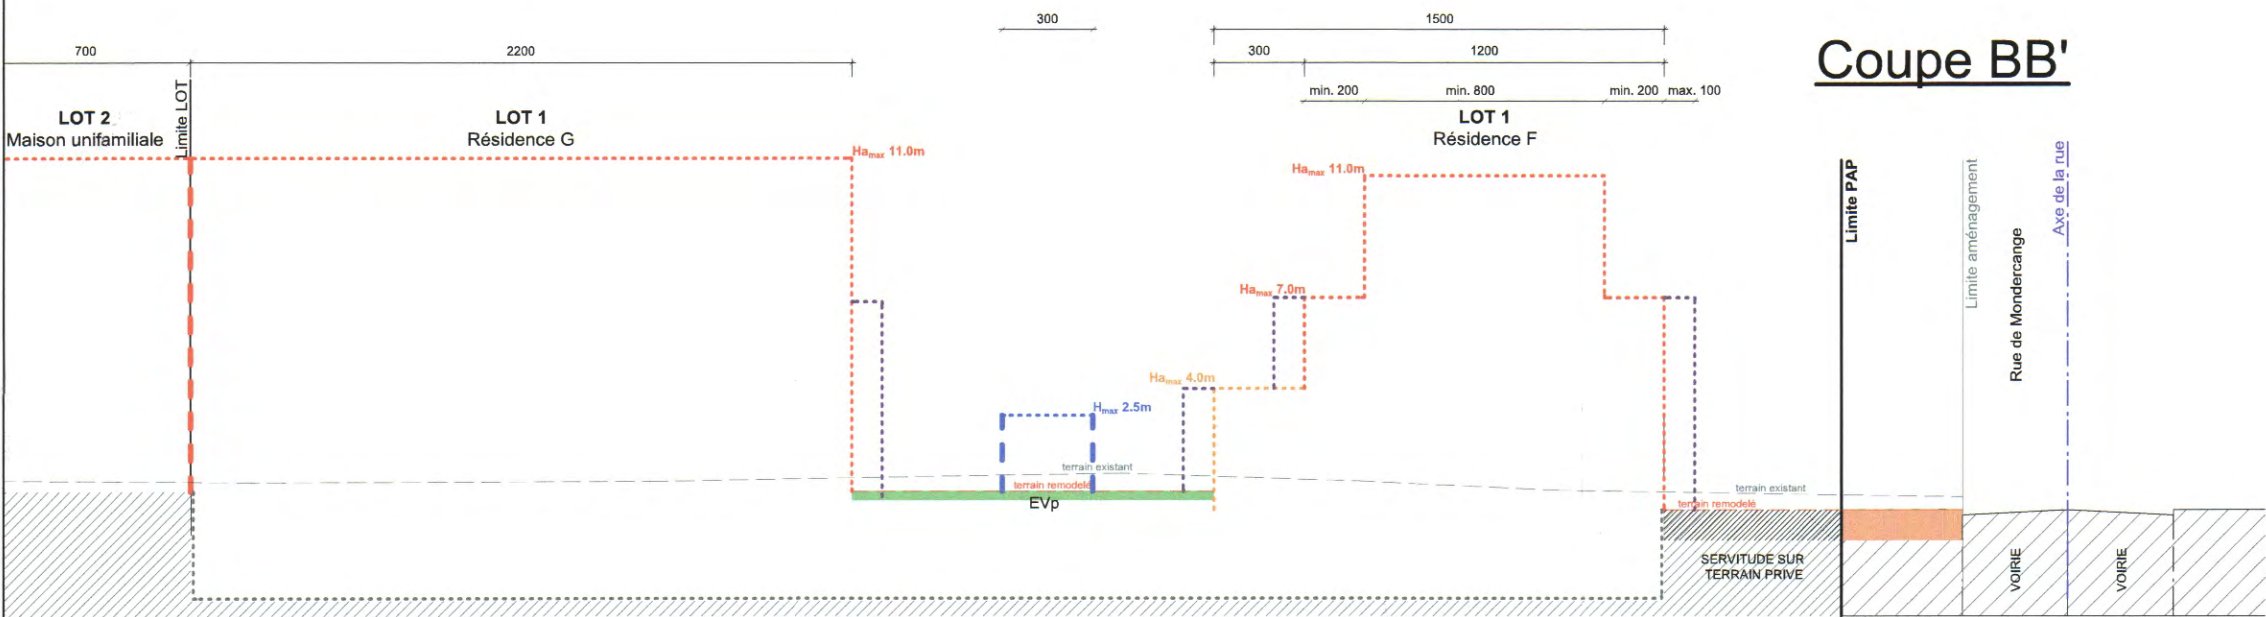 300
1500
700
2200
300
1200
Coupe BB'
min. 200
min. 800
min. 200
max. 100
LOT 2
Maison unifamiliale
Limite LOT
LOT 1
Résidence G
LOT 1
Résidence F
Hamax 11.0m
Hamax 11.0m
Hamax 7.0m
Hamax 4.0m
Hmax 2.5m
Limite PAP
Limite aménagement
Rue de Mondercange
Axe de la rue
terrain existant
terrain remodelé
EVp
terrain existant
terrain remodelé
SERVITUDE SUR
TERRAIN PRIVE
VOIRIE
VOIRIE